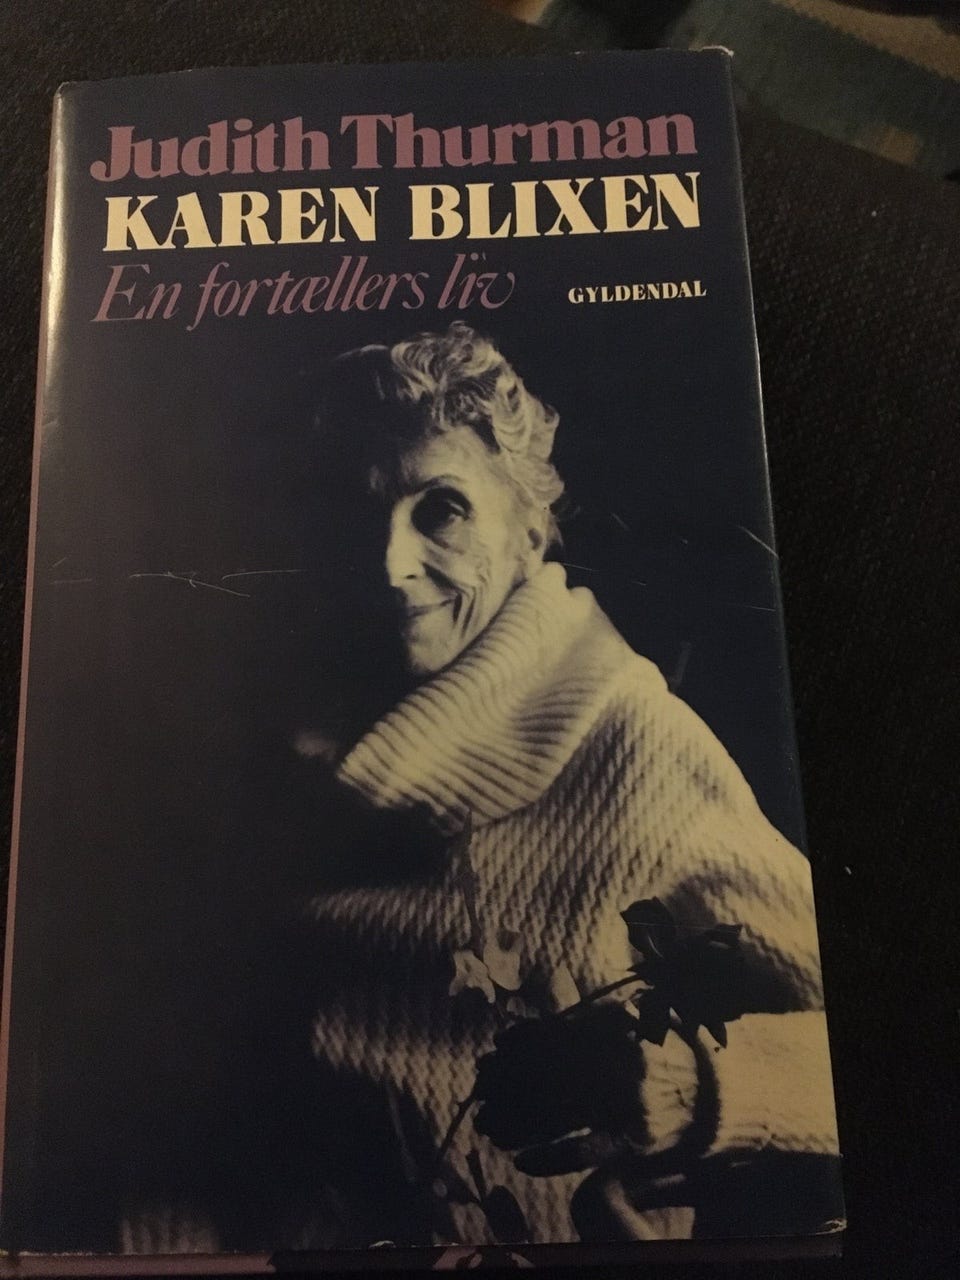 Judith Thurman
KAREN BLIXEN
En fortællers liv
GYLDENDAL